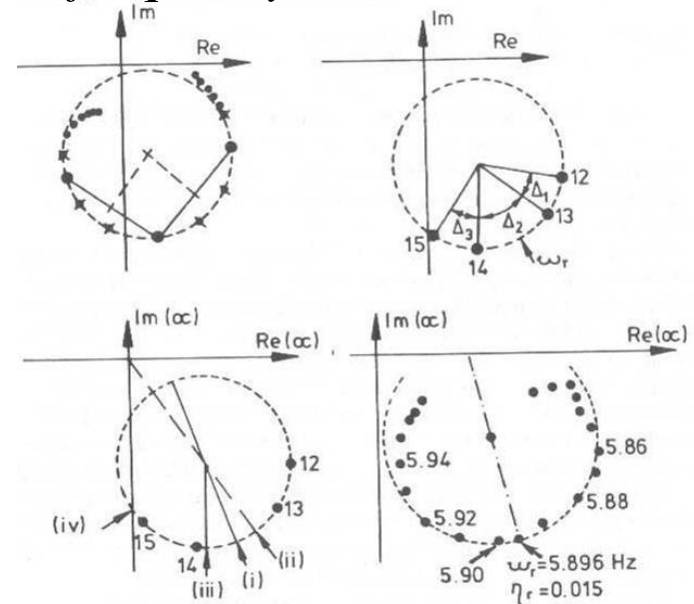 Im
Re
Im
Re
12
13
14
15
Δ₁
Δ₂
Δ₃
ωᵣ
Im (α)
Re (α)
12
13
14
15
(i)
(ii)
(iii)
(iv)
Im (α)
Re (α)
5.86
5.88
5.94
5.92
5.90
ωᵣ=5.896 Hz
ηᵣ=0.015